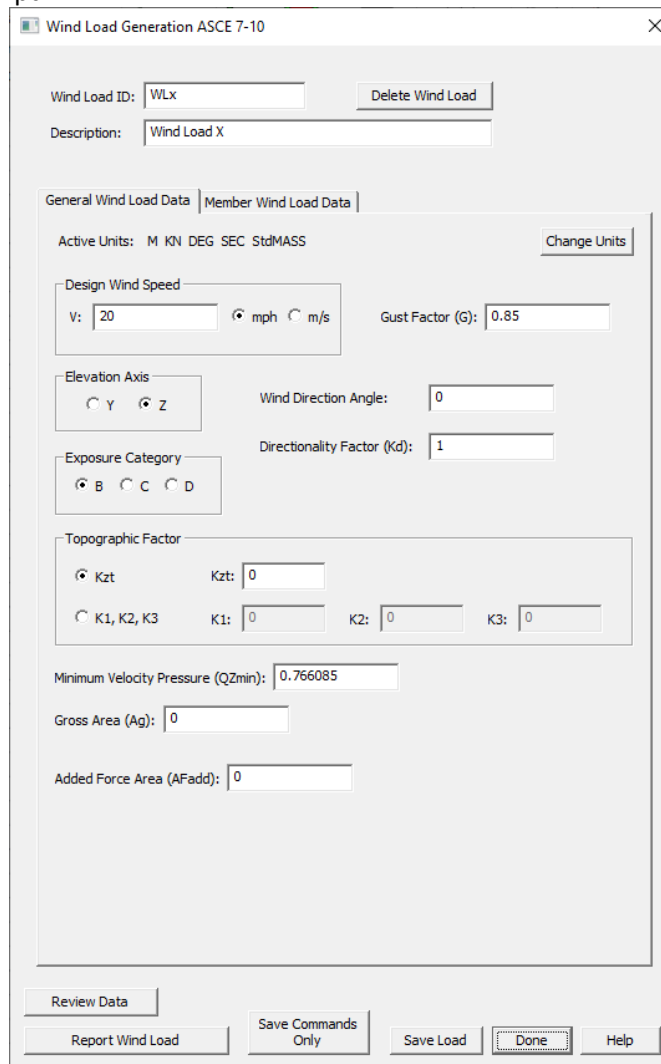 Wind Load Generation ASCE 7-10
Wind Load ID: WLx Delete Wind Load
Description: Wind Load X
General Wind Load Data Member Wind Load Data
Active Units: M KN DEG SEC StdMASS Change Units
Design Wind Speed
V: 20 mph m/s Gust Factor (G): 0.85
Elevation Axis
Y Z Wind Direction Angle: 0
Directionality Factor (Kd): 1
Exposure Category
B C D
Topographic Factor
Kzt Kzt: 0
K1, K2, K3 K1: 0 K2: 0 K3: 0
Minimum Velocity Pressure (QZmin): 0.766085
Gross Area (Ag): 0
Added Force Area (AFadd): 0
Review Data
Report Wind Load Save Commands Only Save Load Done Help